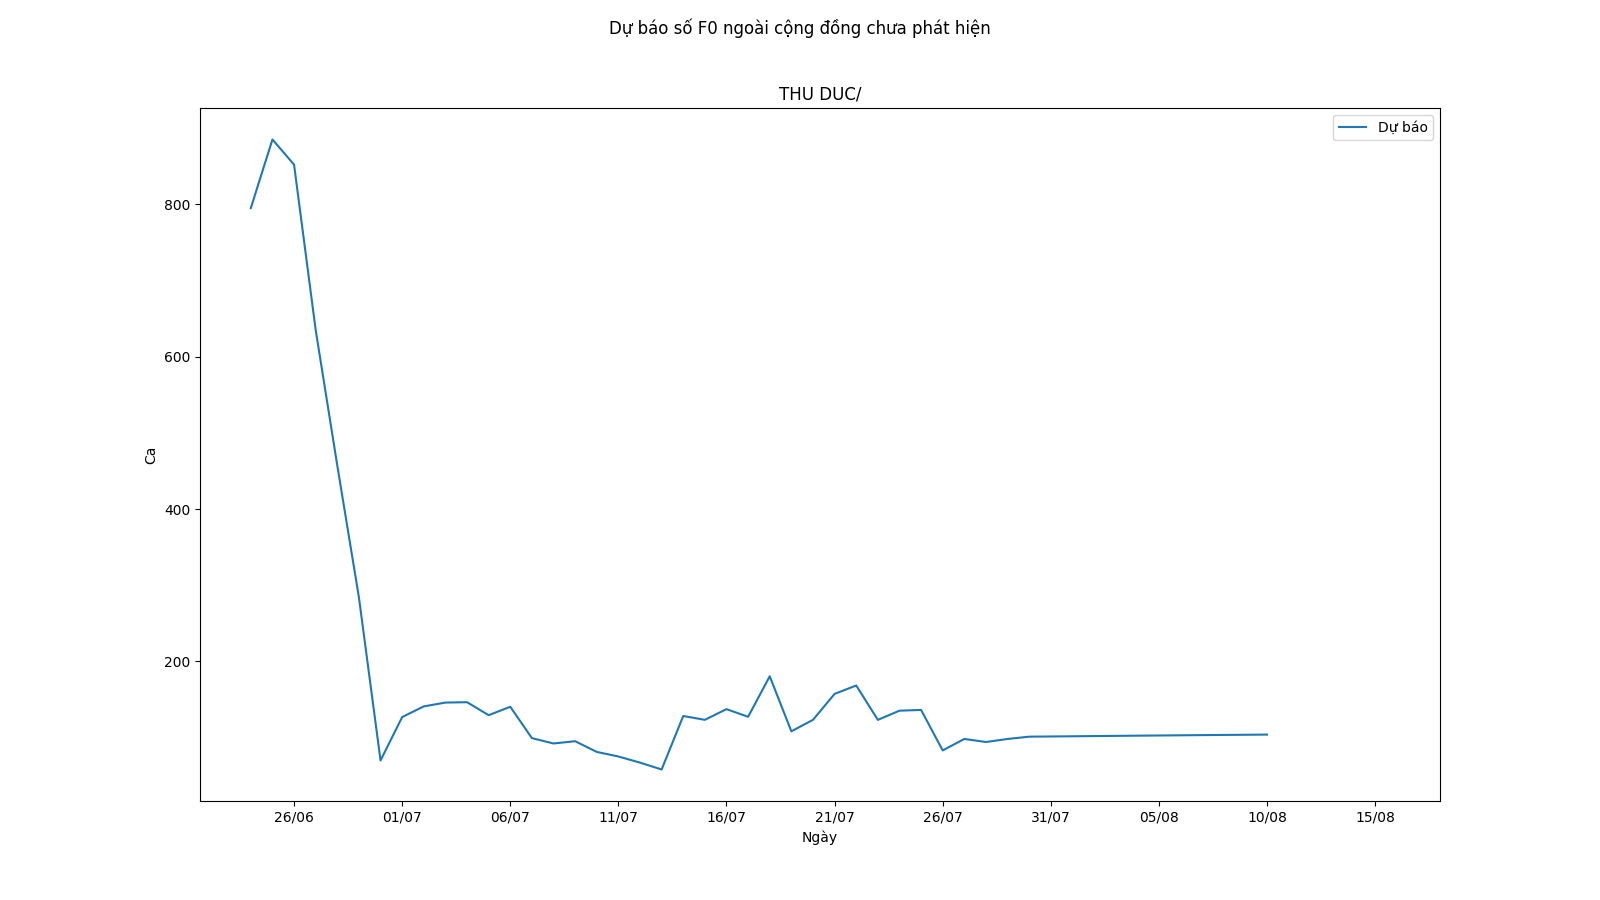 Dự báo số F0 ngoài cộng đồng chưa phát hiện
THU DUC/
Dự báo
800
600
400
200
Ca
26/06 01/07 06/07 11/07 16/07 21/07 26/07 31/07 05/08 10/08 15/08
Ngày